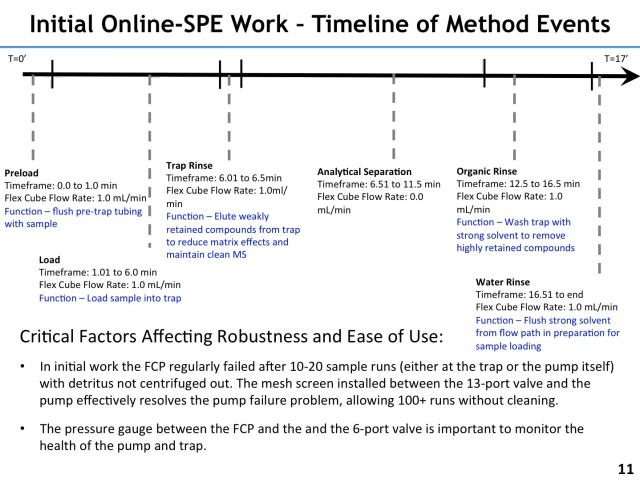 Initial Online-SPE Work – Timeline of Method Events
T=0’
T=17’
Preload
Timeframe: 0.0 to 1.0 min
Flex Cube Flow Rate: 1.0 mL/min
Function – flush pre-trap tubing
with sample
Load
Timeframe: 1.01 to 6.0 min
Flex Cube Flow Rate: 1.0 mL/min
Function – Load sample into trap
Trap Rinse
Timeframe: 6.01 to 6.5min
Flex Cube Flow Rate: 1.0ml/
min
Function – Elute weakly
retained compounds from trap
to reduce matrix effects and
maintain clean MS
Analytical Separation
Timeframe: 6.51 to 11.5 min
Flex Cube Flow Rate: 0.0
mL/min
Organic Rinse
Timeframe: 12.5 to 16.5 min
Flex Cube Flow Rate: 1.0
mL/min
Function – Wash trap with
strong solvent to remove
highly retained compounds
Water Rinse
Timeframe: 16.51 to end
Flex Cube Flow Rate: 1.0 mL/min
Function – Flush strong solvent
from flow path in preparation for
sample loading
Critical Factors Affecting Robustness and Ease of Use:
• In initial work the FCP regularly failed after 10-20 sample runs (either at the trap or the pump itself)
with detritus not centrifuged out. The mesh screen installed between the 13-port valve and the
pump effectively resolves the pump failure problem, allowing 100+ runs without cleaning.
• The pressure gauge between the FCP and the and the 6-port valve is important to monitor the
health of the pump and trap.
11